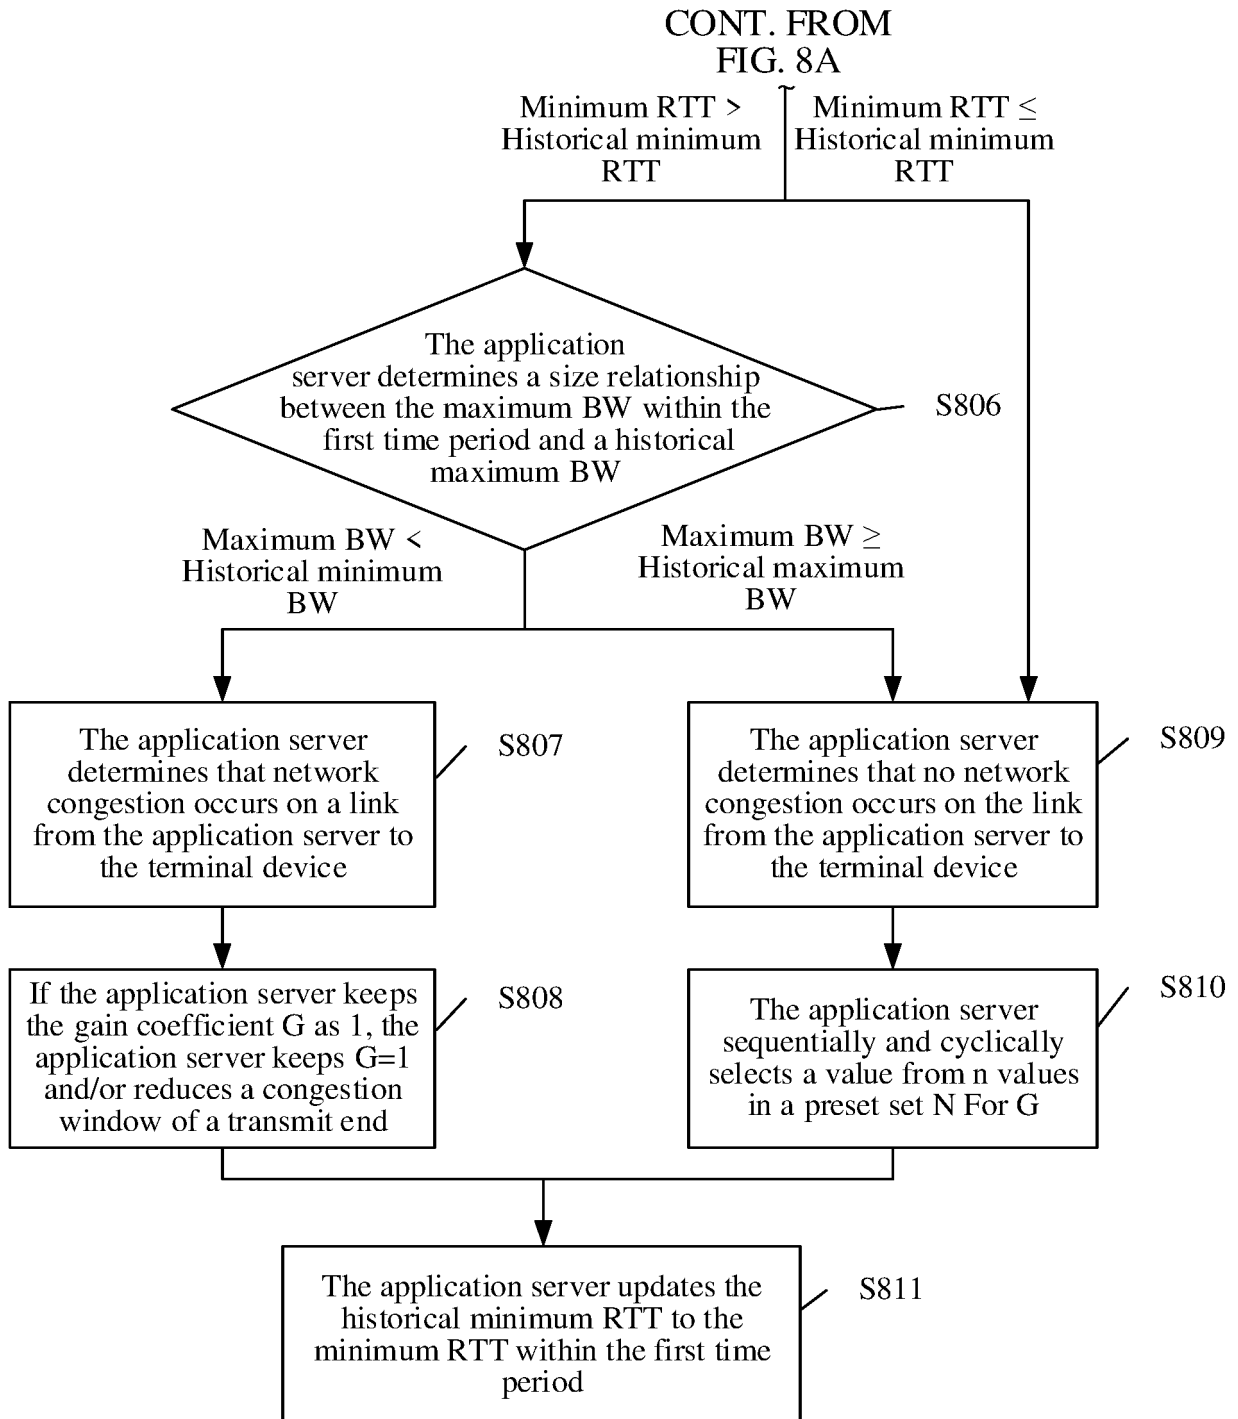 CONT. FROM
FIG. 8A
Minimum RTT >
Historical minimum
RTT
Minimum RTT ≤
Historical minimum
RTT
The application
server determines a size relationship
between the maximum BW within the
first time period and a historical
maximum BW
S806
Maximum BW <
Historical minimum
BW
Maximum BW ≥
Historical maximum
BW
The application server
determines that network
congestion occurs on a link
from the application server to
the terminal device
S807
The application server
determines that no network
congestion occurs on the link
from the application server to
the terminal device
S809
If the application server keeps
the gain coefficient G as 1, the
application server keeps G=1
and/or reduces a congestion
window of a transmit end
S808
The application server
sequentially and cyclically
selects a value from n values
in a preset set N For G
S810
The application server updates the
historical minimum RTT to the
minimum RTT within the first time
period
S811